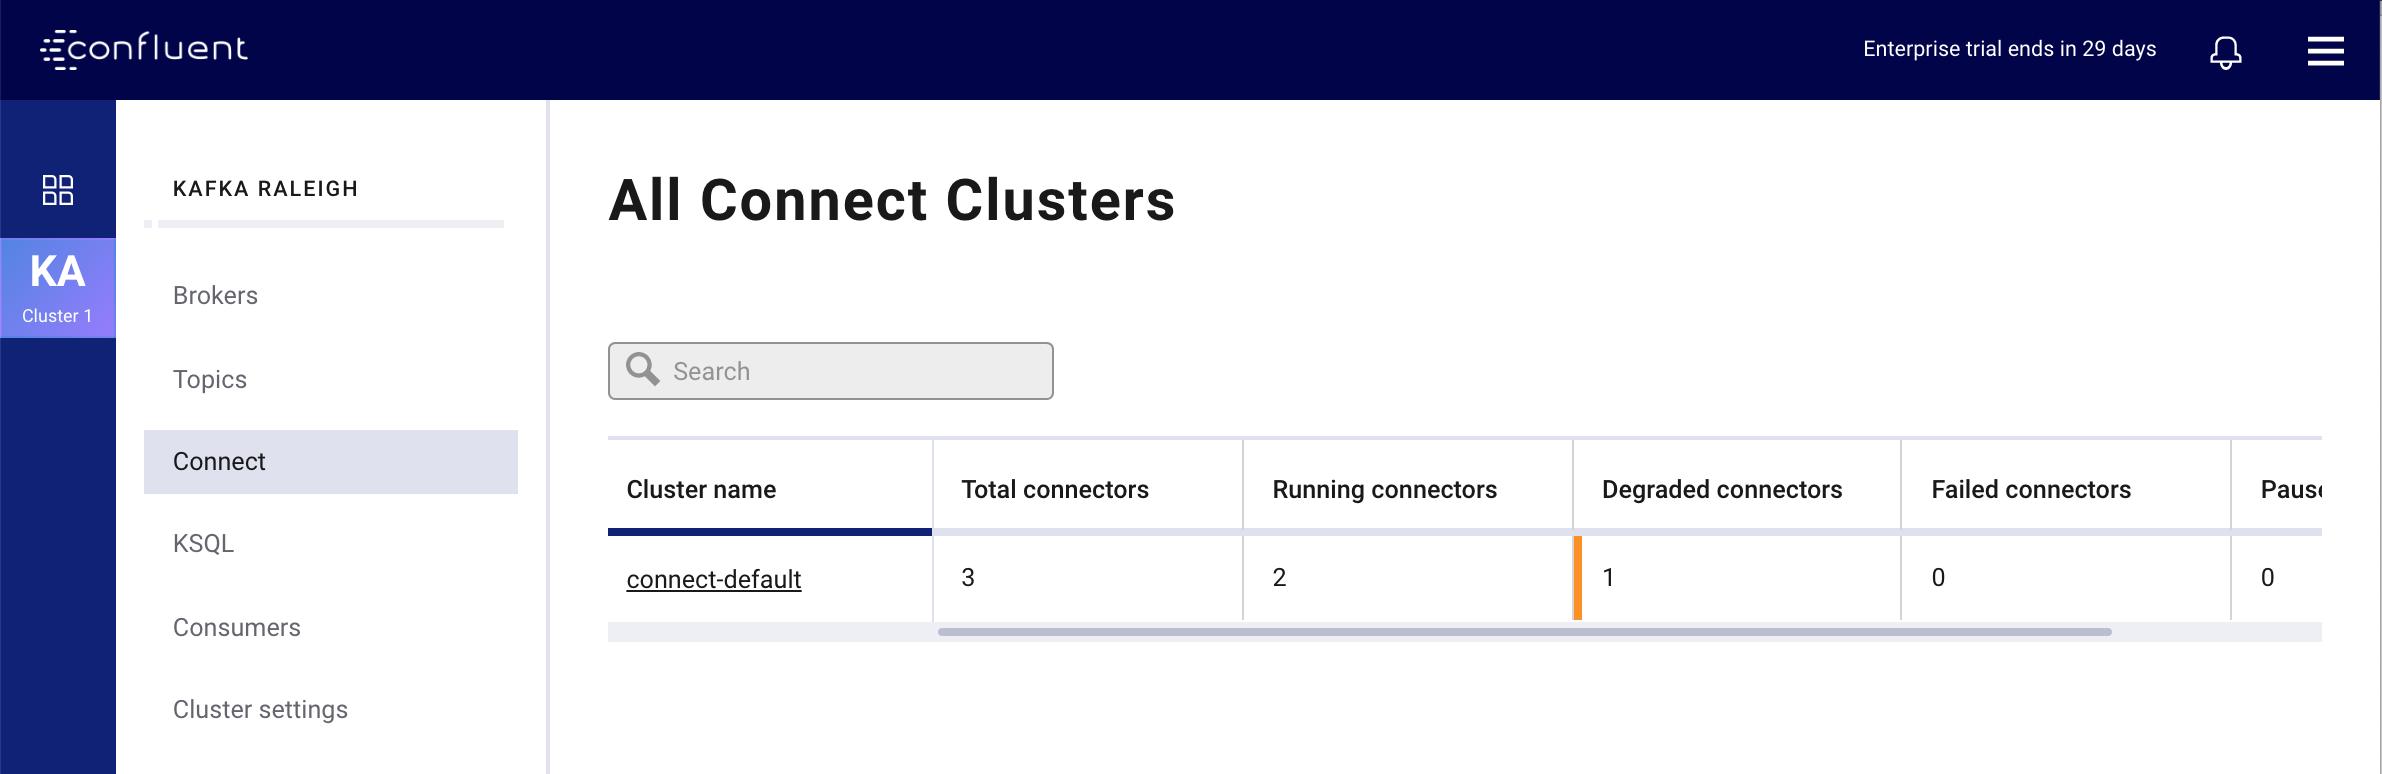 confluent
Enterprise trial ends in 29 days
KA
Cluster 1
KAFKA RALEIGH
Brokers
Topics
Connect
KSQL
Consumers
Cluster settings
All Connect Clusters
Search
Cluster name Total connectors Running connectors Degraded connectors Failed connectors Pause
connect-default 3 2 1 0 0